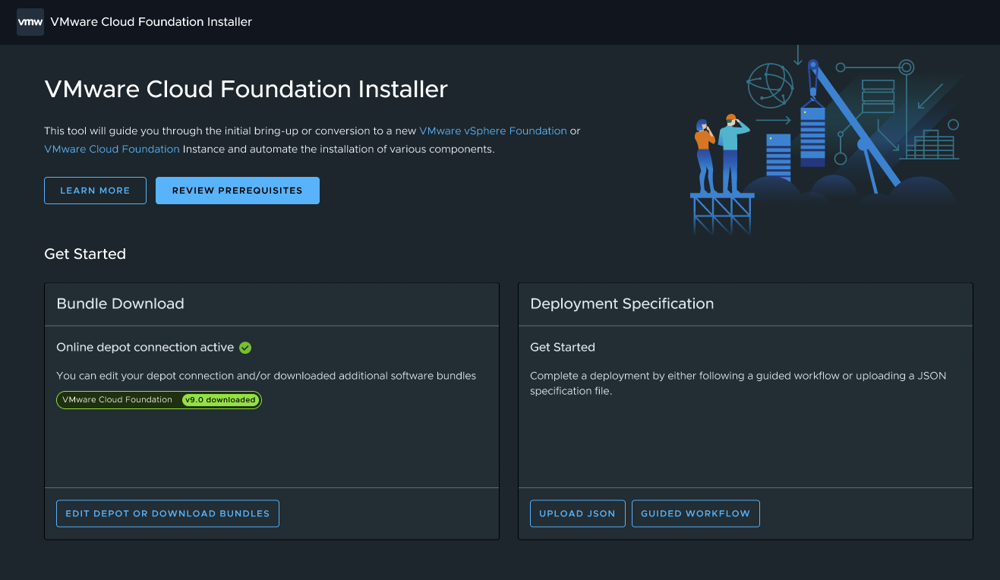 vmw VMware Cloud Foundation Installer
VMware Cloud Foundation Installer
This tool will guide you through the initial bring-up or conversion to a new VMware vSphere Foundation or
VMware Cloud Foundation Instance and automate the installation of various components.
LEARN MORE REVIEW PREREQUISITES
Get Started
Bundle Download
Online depot connection active
You can edit your depot connection and/or downloaded additional software bundles
VMware Cloud Foundation v9.0 downloaded
EDIT DEPOT OR DOWNLOAD BUNDLES
Deployment Specification
Get Started
Complete a deployment by either following a guided workflow or uploading a JSON
specification file.
UPLOAD JSON GUIDED WORKFLOW